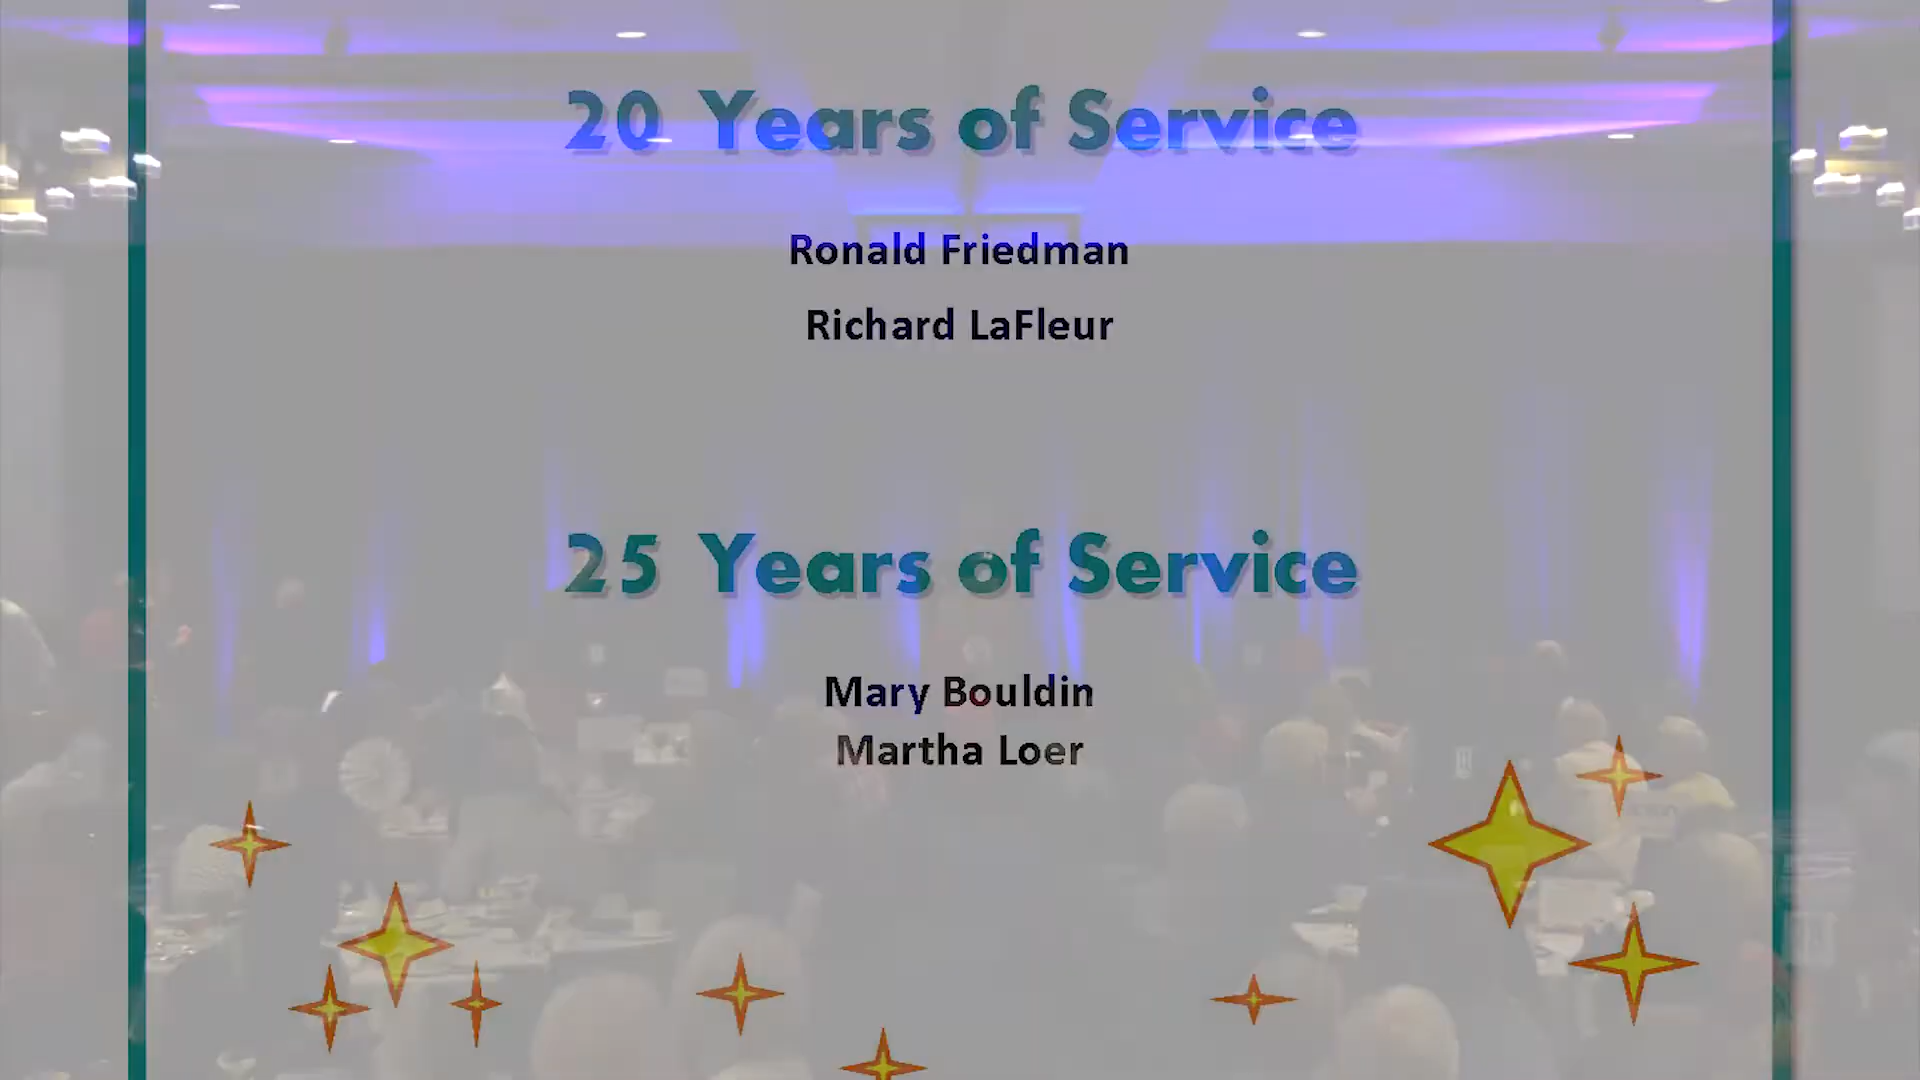 20 Years of Service
Ronald Friedman
Richard LaFleur
25 Years of Service
Mary Bouldin
Martha Loer